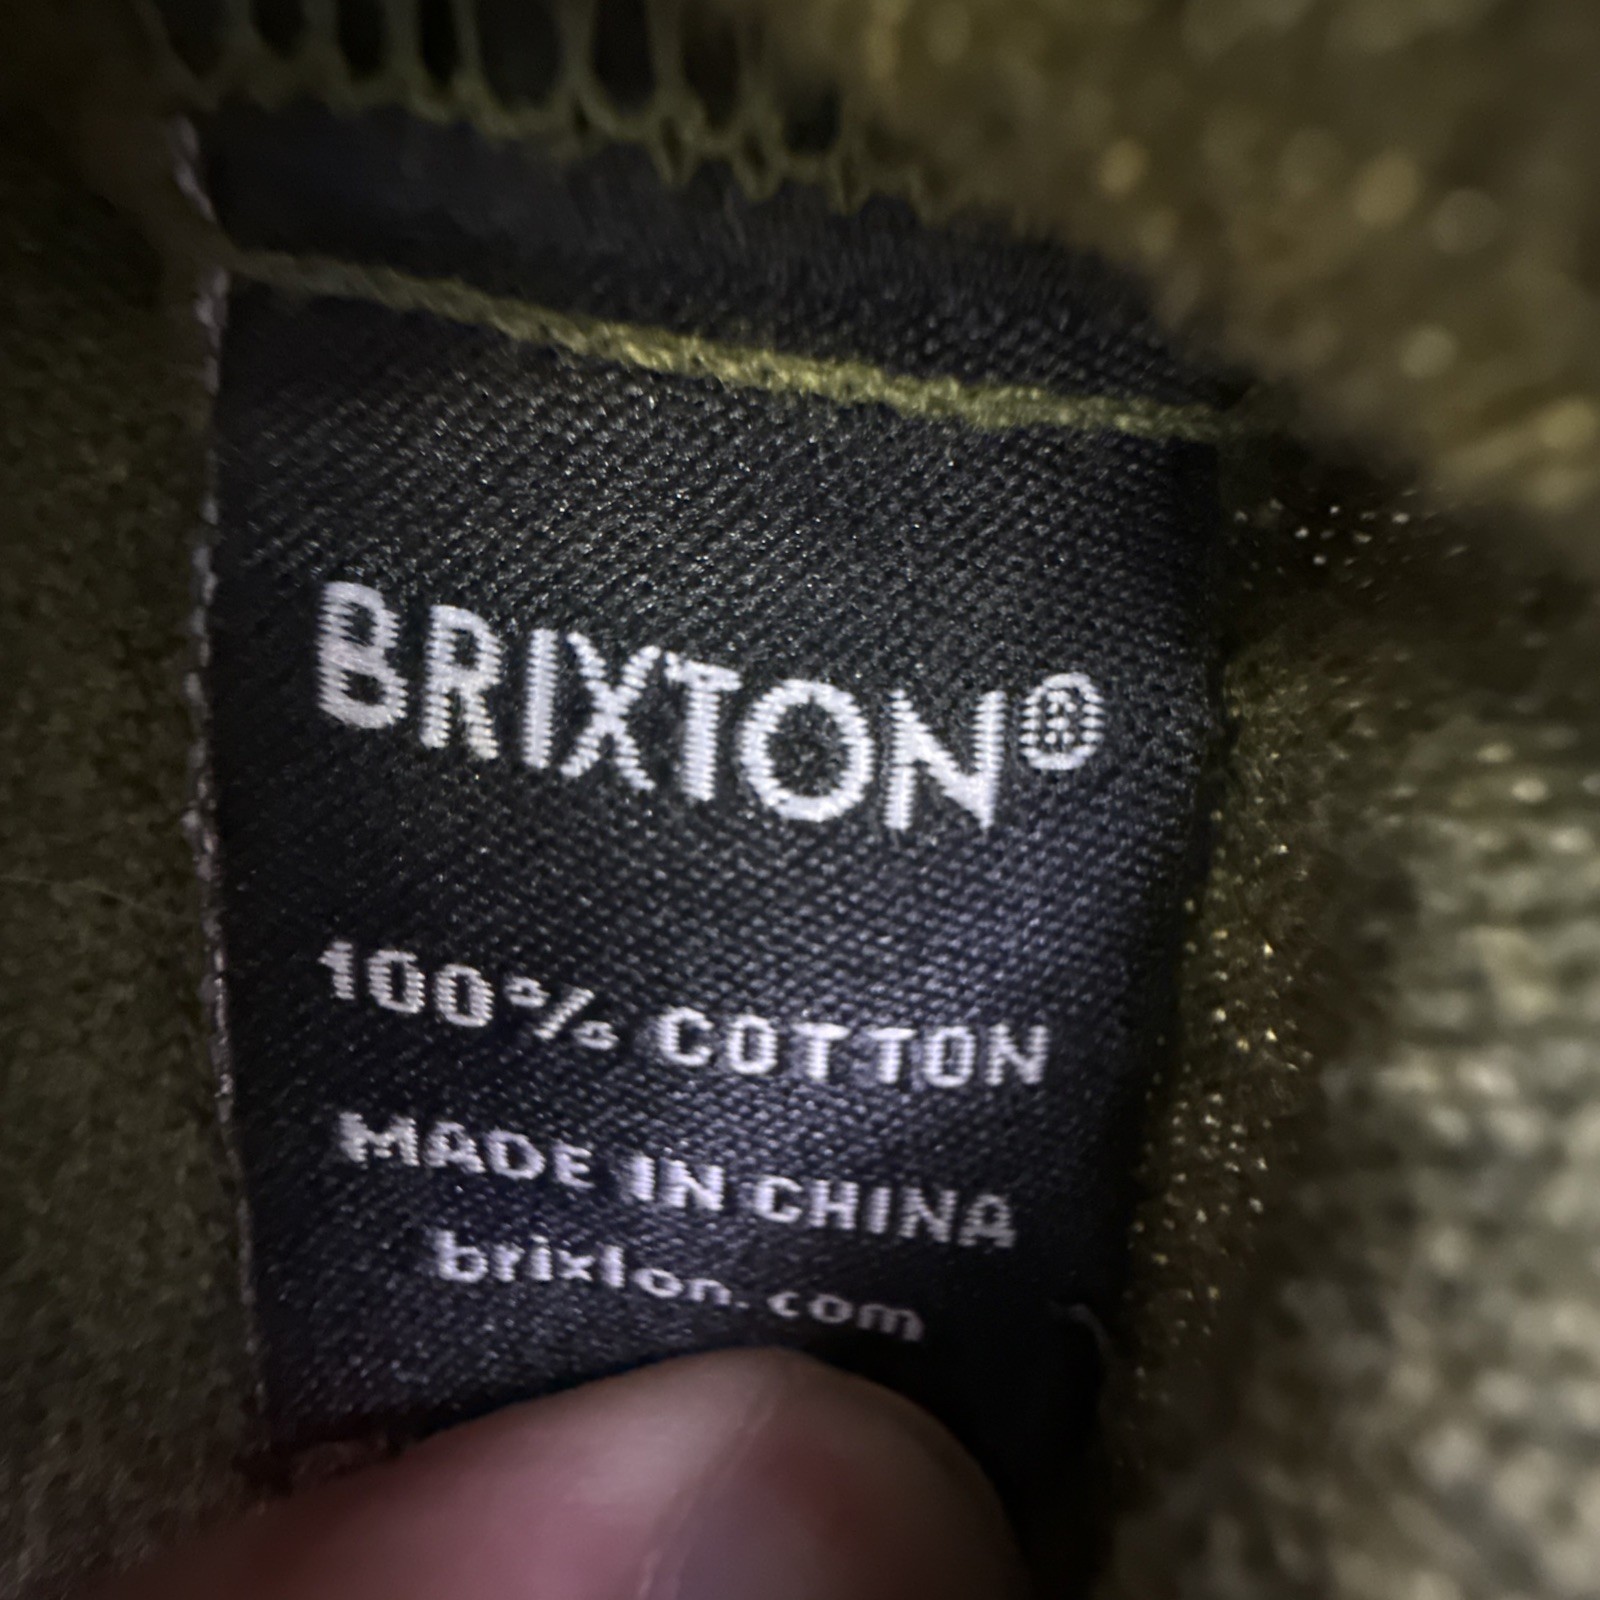 BRIXTON®
100% COTTON
MADE IN CHINA
brixton.com